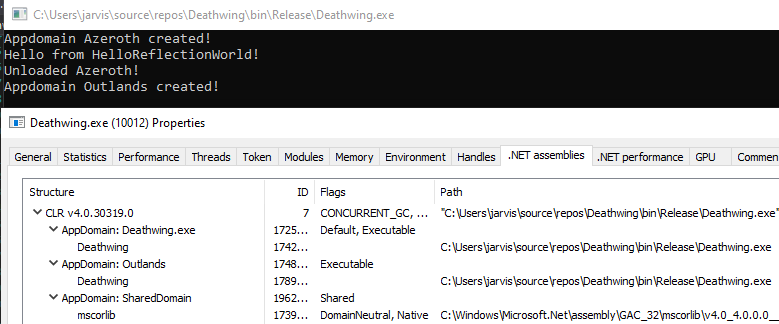 C:\Users\jarvis\source\repos\Deathwing\bin\Release\Deathwing.exe
Appdomain Azeroth created!
Hello from HelloReflectionWorld!
Unloaded Azeroth!
Appdomain Outlands created!
Deathwing.exe (10012) Properties
General Statistics Performance Threads Token Modules Memory Environment Handles .NET assemblies .NET performance GPU Commen
Structure ID Flags Path
CLR v4.0.30319.0 7 CONCURRENT_GC, ... "C:\Users\jarvis\source\repos\Deathwing\bin\Release\Deathwing.exe"
AppDomain: Deathwing.exe 1725... Default, Executable
Deathwing 1742... C:\Users\jarvis\source\repos\Deathwing\bin\Release\Deathwing.exe
AppDomain: Outlands 1748... Executable
Deathwing 1789... C:\Users\jarvis\source\repos\Deathwing\bin\Release\Deathwing.exe
AppDomain: SharedDomain 1962... Shared
mscorlib 1739... DomainNeutral, Native C:\Windows\Microsoft.Net\assembly\GAC_32\mscorlib\v4.0_4.0.0.0__